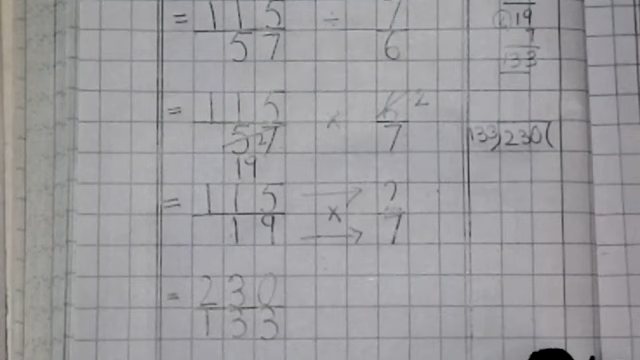 = 115/57 ÷ 7/6
= 115/57 × 6/7 2
19
= 115/19 × 2/7
= 230/133
19
7
133
133)230(